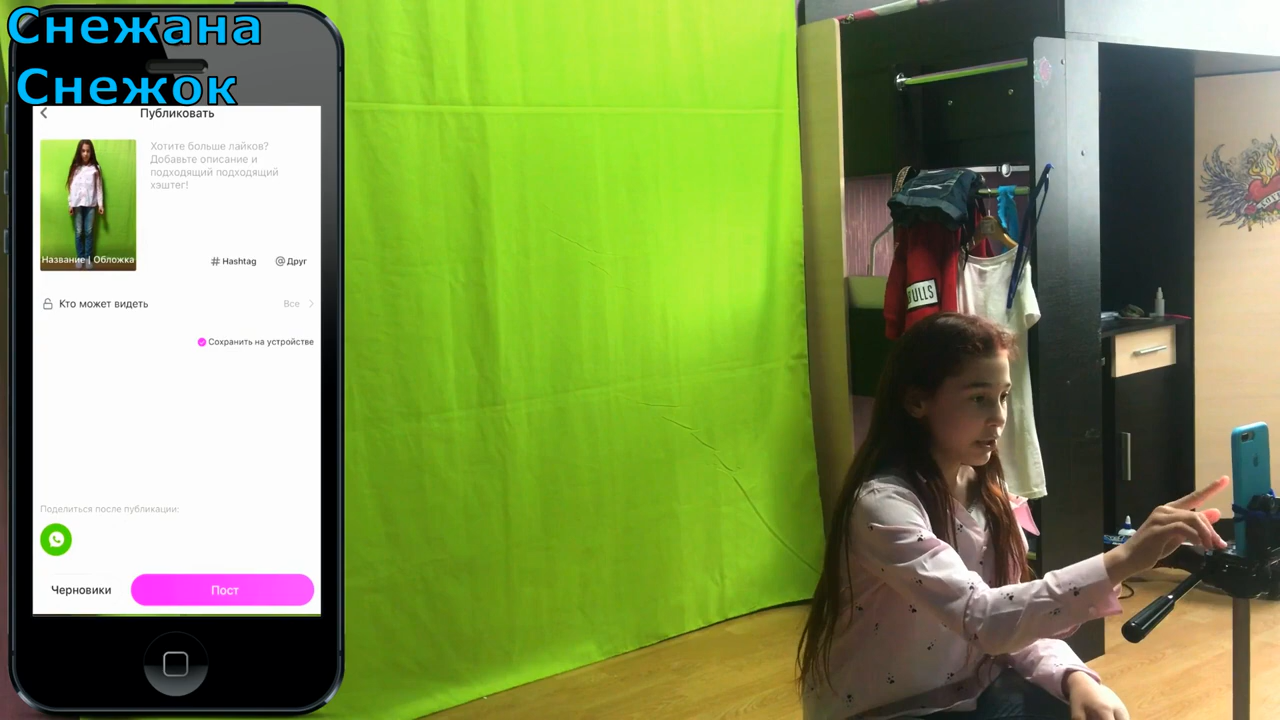 Снежана
Снежок
Публиковать
Хотите больше лайков?
Добавьте описание и
подходящий подходящий
хэштег!
Название | Обложка
# Hashtag
@ Друг
Кто может видеть
Все
Сохранить на устройстве
Поделиться после публикации:
Черновики
Пост